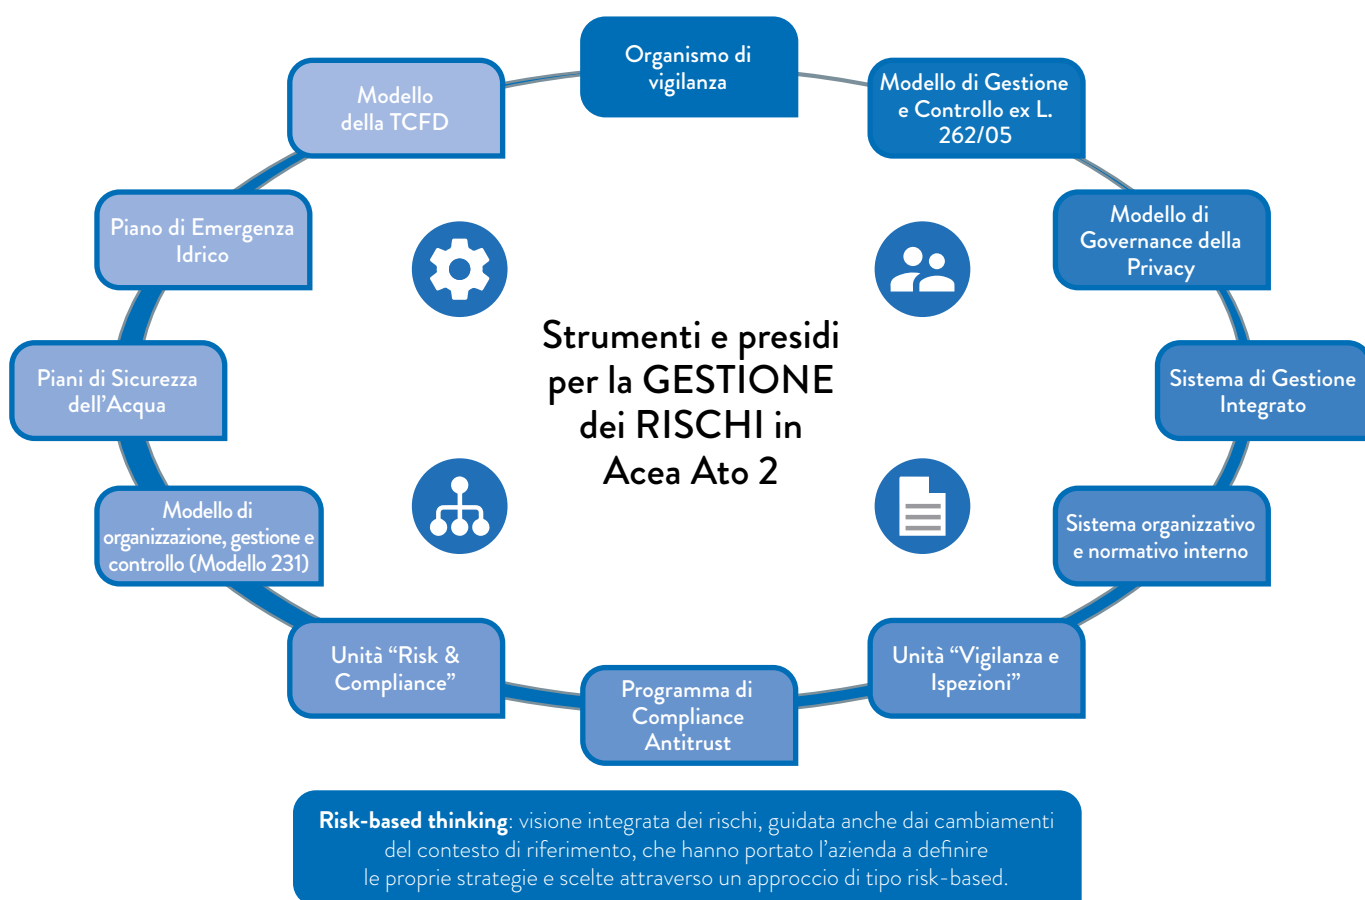 Organismo di
vigilanza
Modello di Gestione
e Controllo ex L.
262/05
Modello di
Governance della
Privacy
Sistema di Gestione
Integrato
Sistema organizzativo
e normativo interno
Unità “Vigilanza e
Ispezioni”
Programma di
Compliance
Antitrust
Unità “Risk &
Compliance”
Modello di
organizzazione, gestione e
controllo (Modello 231)
Piani di Sicurezza
dell’Acqua
Piano di Emergenza
Idrico
Modello
della TCFD
Strumenti e presidi
per la GESTIONE
dei RISCHI in
Acea Ato 2
Risk-based thinking: visione integrata dei rischi, guidata anche dai cambiamenti
del contesto di riferimento, che hanno portato l’azienda a definire
le proprie strategie e scelte attraverso un approccio di tipo risk-based.